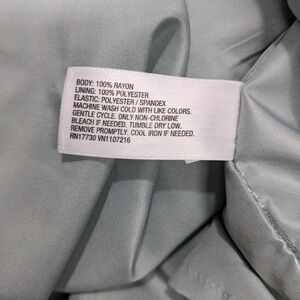 BODY: 100% RAYON
LINING: 100% POLYESTER
ELASTIC: POLYESTER / SPANDEX
MACHINE WASH COLD WITH LIKE COLORS.
GENTLE CYCLE. ONLY NON-CHLORINE
BLEACH IF NEEDED. TUMBLE DRY LOW.
REMOVE PROMPTLY. COOL IRON IF NEEDED.
RN17730 VN1107216